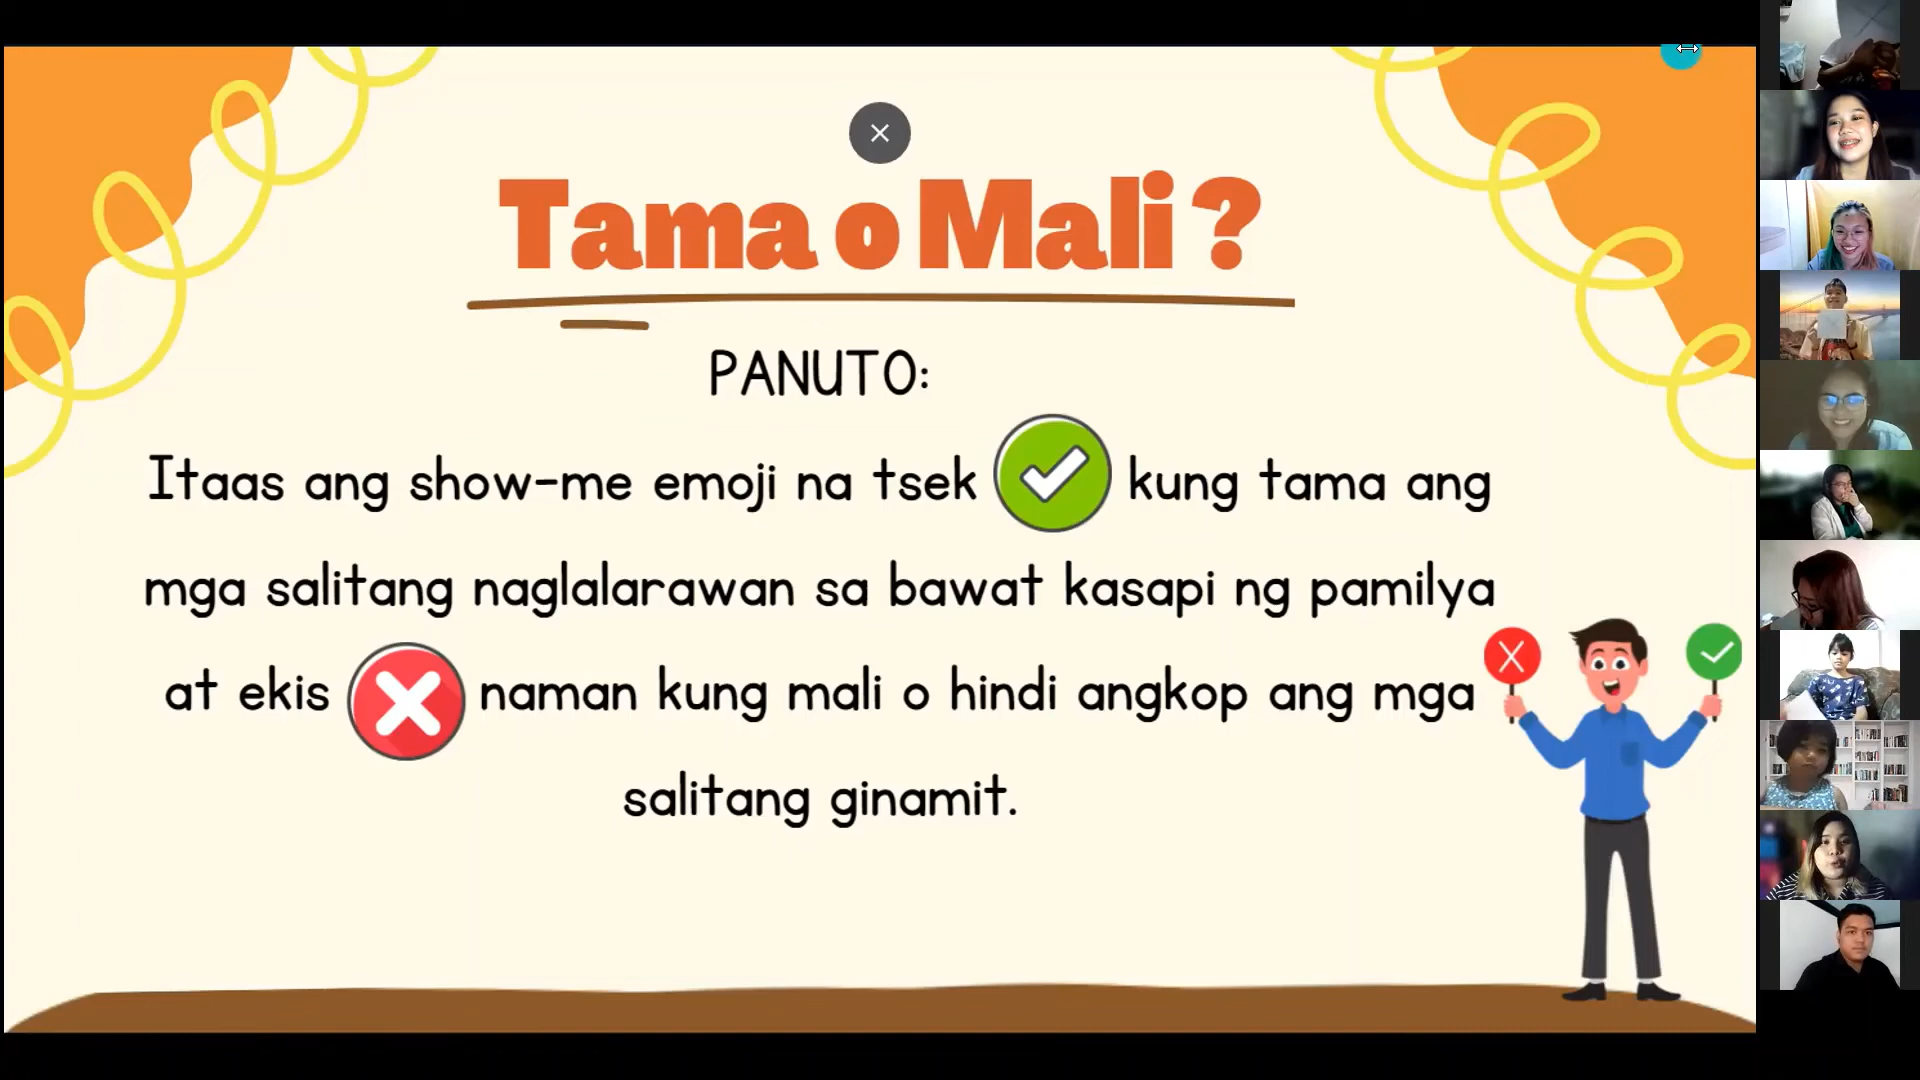 Tama o Mali ?
PANUTO:
Itaas ang show-me emoji na tsek kung tama ang
mga salitang naglalarawan sa bawat kasapi ng pamilya
at ekis naman kung mali o hindi angkop ang mga
salitang ginamit.